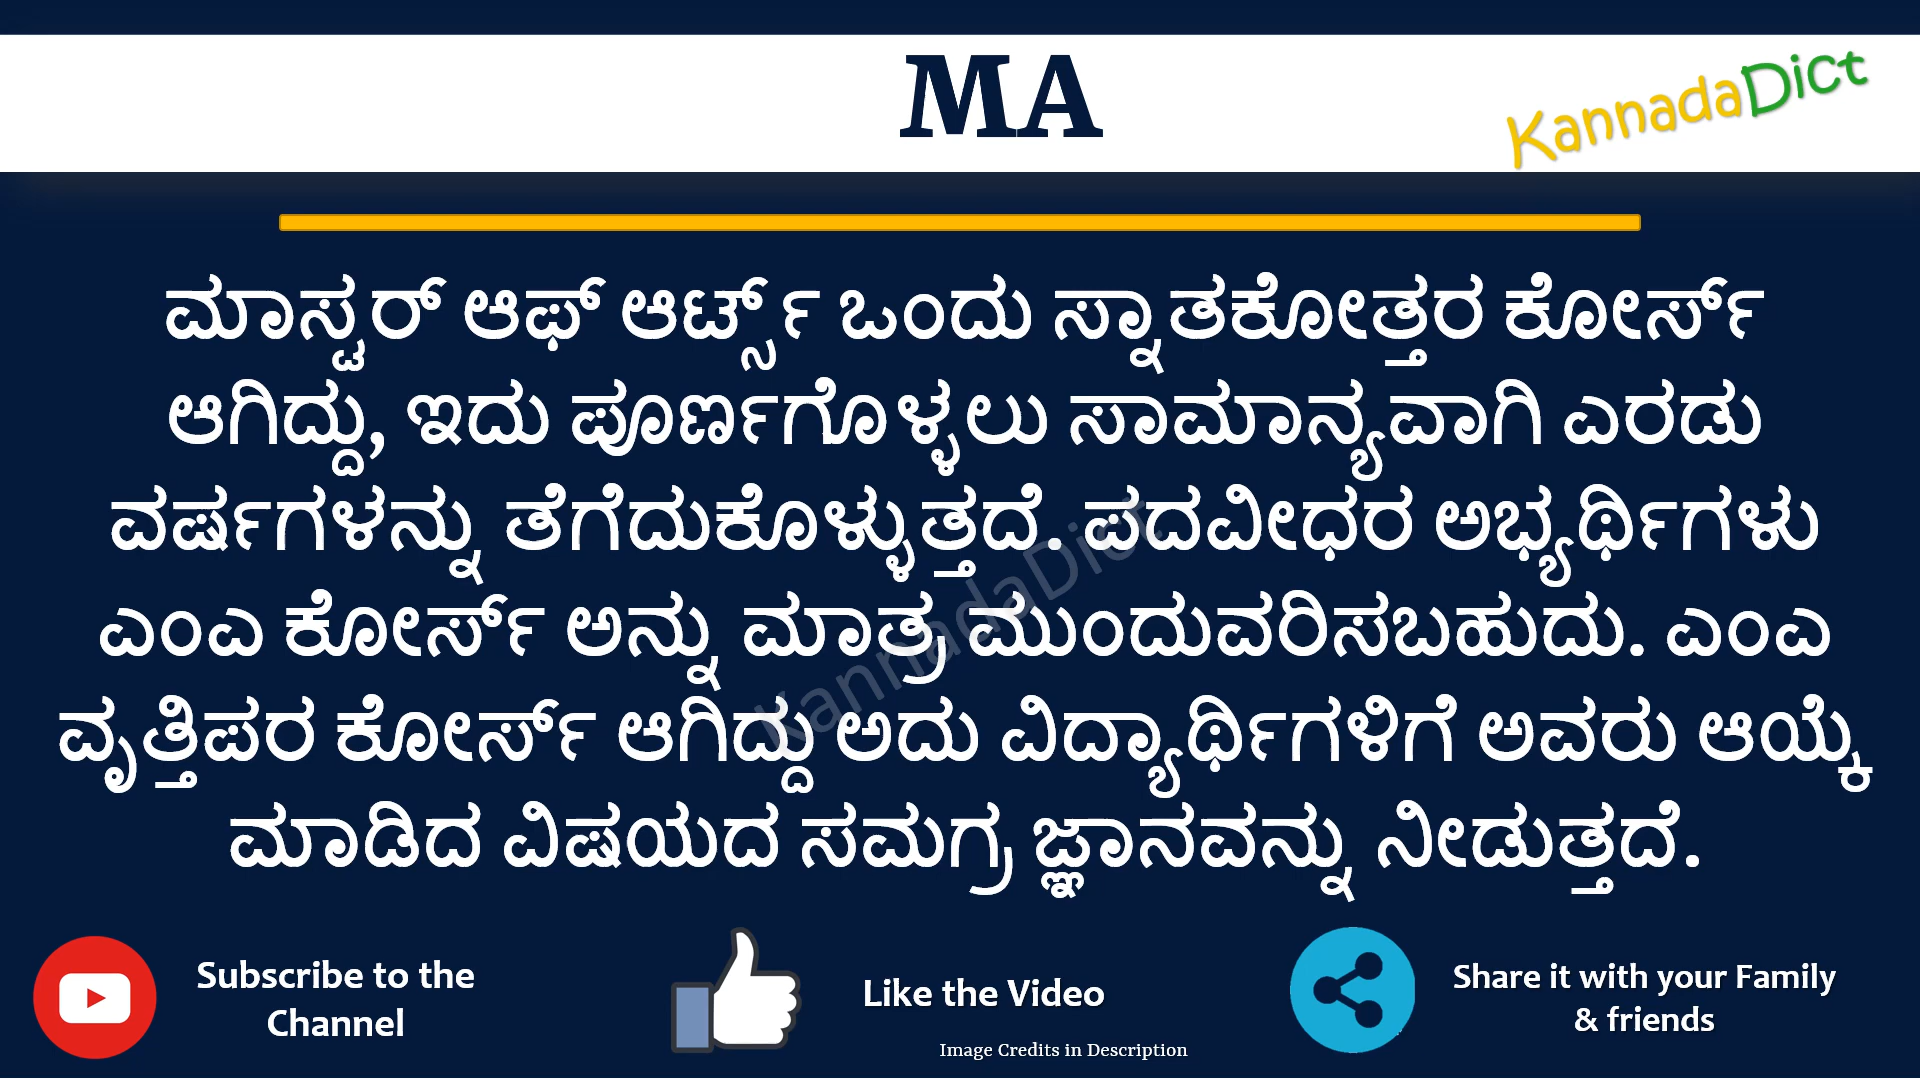 MA
KannadaDict
ಮಾಸ್ಟರ್ ಆಫ್ ಆರ್ಟ್ಸ್ ಒಂದು ಸ್ನಾತಕೋತ್ತರ ಕೋರ್ಸ್
ಆಗಿದ್ದು, ಇದು ಪೂರ್ಣಗೊಳ್ಳಲು ಸಾಮಾನ್ಯವಾಗಿ ಎರಡು
ವರ್ಷಗಳನ್ನು ತೆಗೆದುಕೊಳ್ಳುತ್ತದೆ. ಪದವೀಧರ ಅಭ್ಯರ್ಥಿಗಳು
ಎಂಎ ಕೋರ್ಸ್ ಅನ್ನು ಮಾತ್ರ ಮುಂದುವರಿಸಬಹುದು. ಎಂಎ
ವೃತ್ತಿಪರ ಕೋರ್ಸ್ ಆಗಿದ್ದು ಅದು ವಿದ್ಯಾರ್ಥಿಗಳಿಗೆ ಅವರು ಆಯ್ಕೆ
ಮಾಡಿದ ವಿಷಯದ ಸಮಗ್ರ ಜ್ಞಾನವನ್ನು ನೀಡುತ್ತದೆ.
KannadaDict
Subscribe to the
Channel
Like the Video
Share it with your Family
& friends
Image Credits in Description